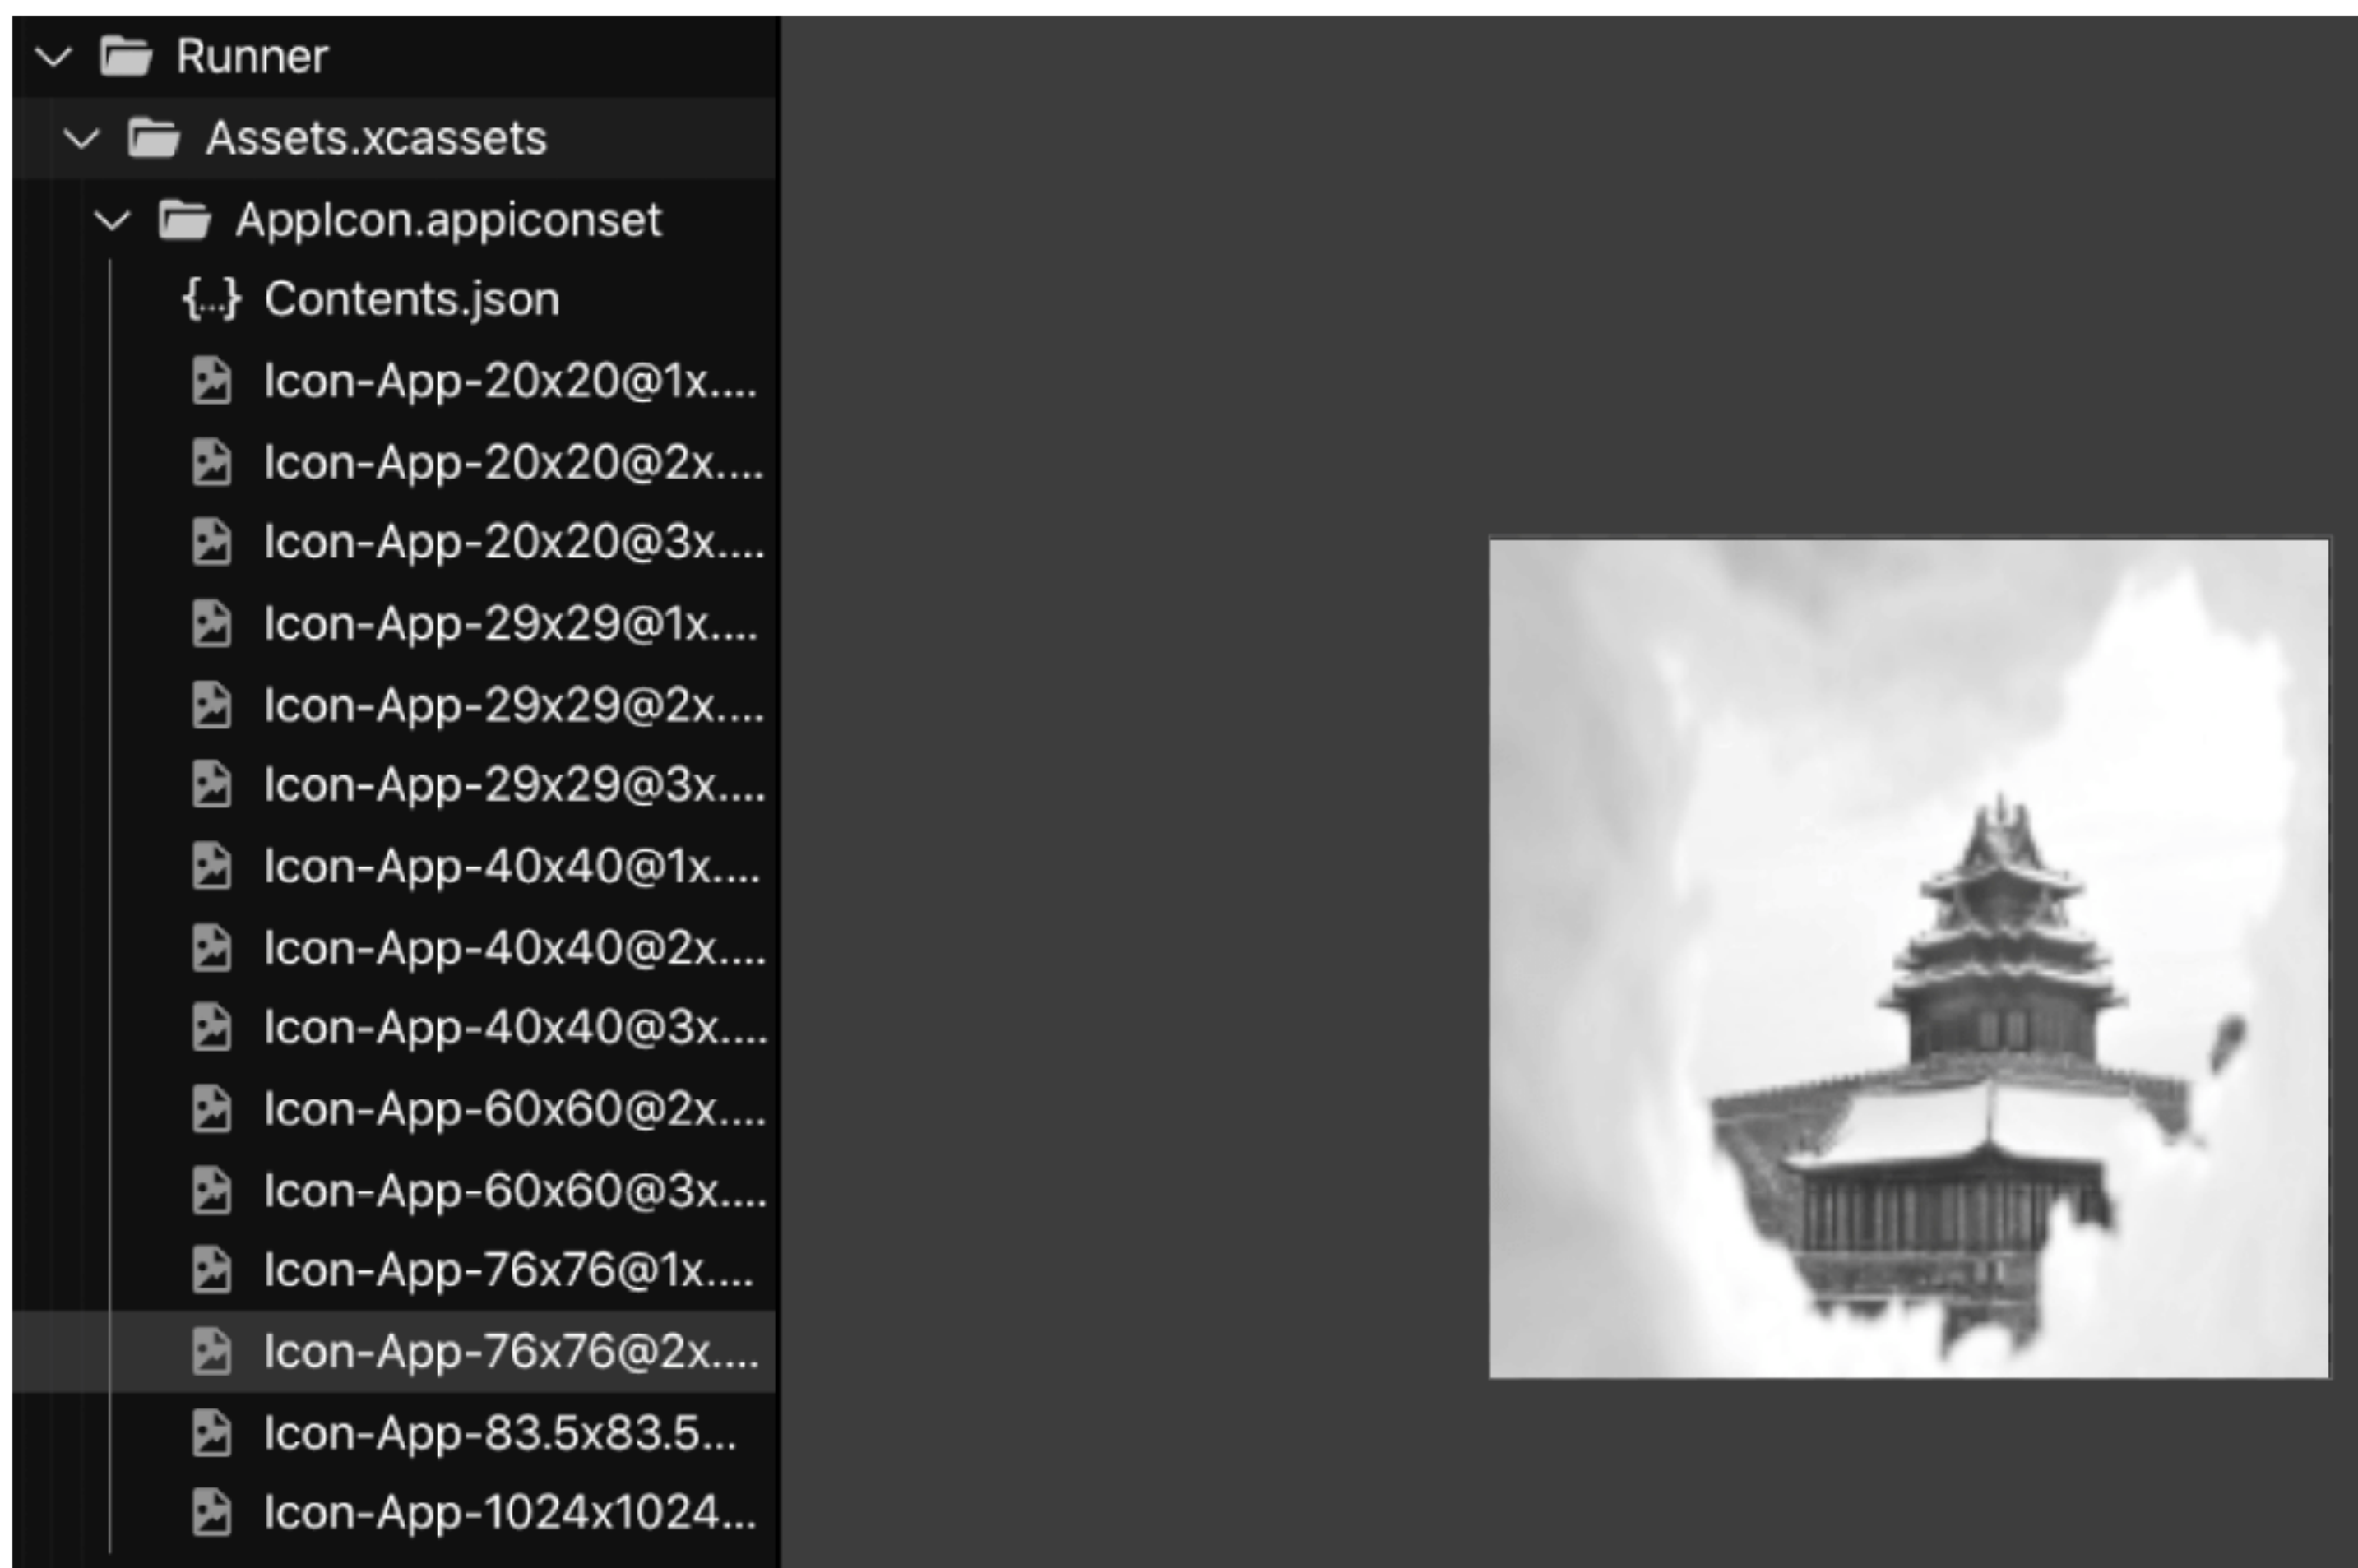 Runner
Assets.xcassets
AppIcon.appiconset
{...} Contents.json
Icon-App-20x20@1x....
Icon-App-20x20@2x....
Icon-App-20x20@3x....
Icon-App-29x29@1x....
Icon-App-29x29@2x....
Icon-App-29x29@3x....
Icon-App-40x40@1x....
Icon-App-40x40@2x....
Icon-App-40x40@3x....
Icon-App-60x60@2x....
Icon-App-60x60@3x....
Icon-App-76x76@1x....
Icon-App-76x76@2x....
Icon-App-83.5x83.5...
Icon-App-1024x1024...